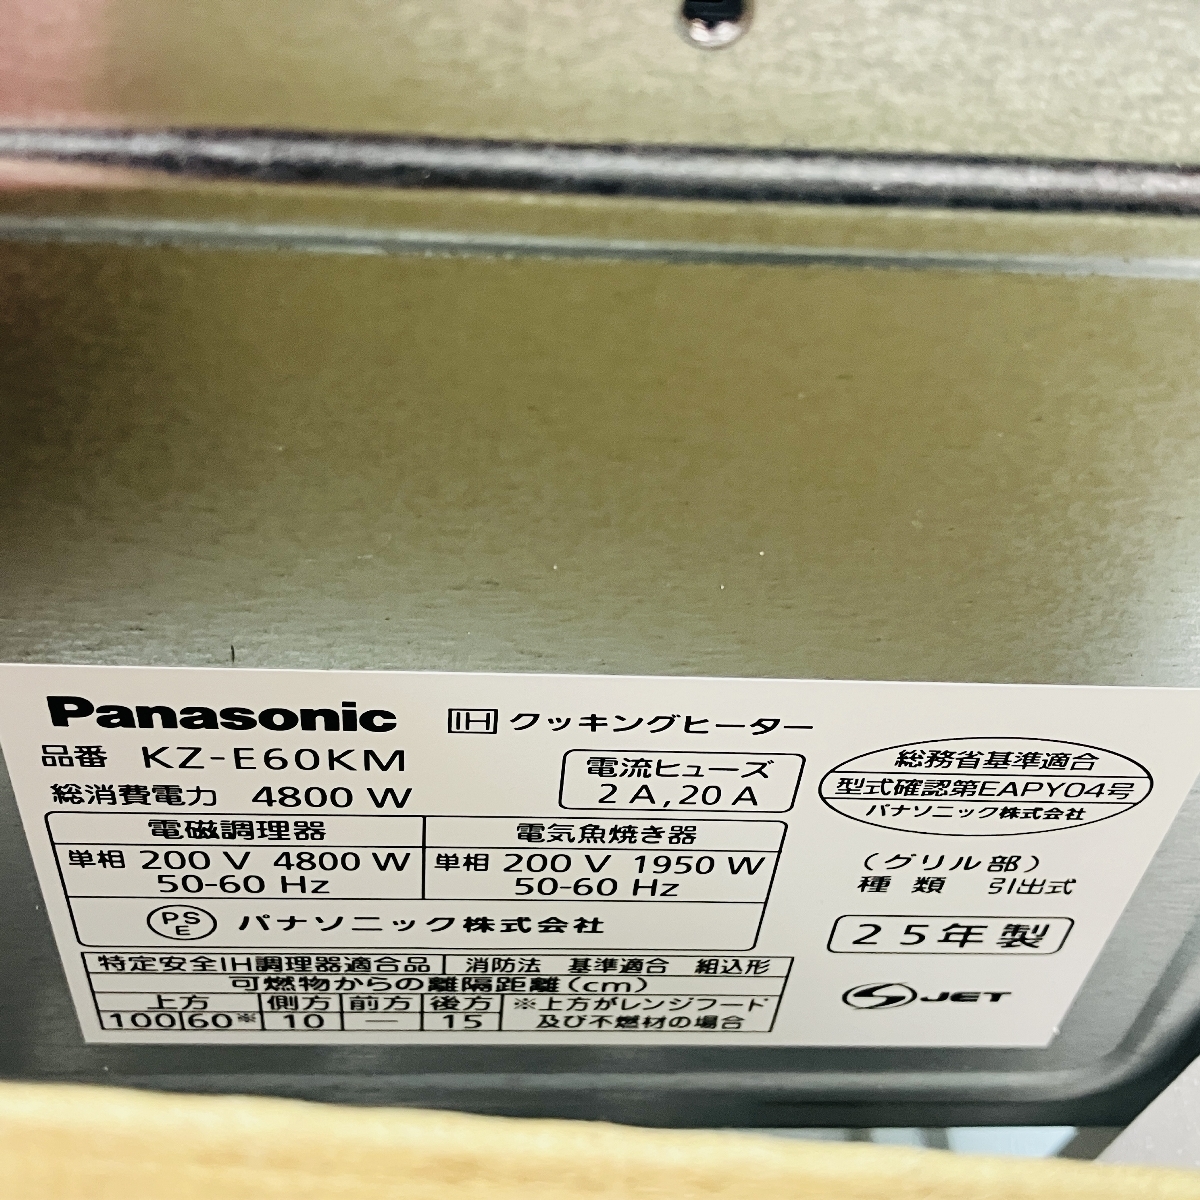 Panasonic IH クッキングヒーター
品番 KZ-E60KM
総消費電力 4800 W
電流ヒューズ
2 A, 20 A
総務省基準適合
型式確認第EAPY04号
パナソニック株式会社
電磁調理器 電気魚焼き器
単相 200 V 4800 W 単相 200 V 1950 W
50-60 Hz 50-60 Hz
(グリル部)
種類 引出式
PSE パナソニック株式会社
25年製
特定安全IH調理器適合品 消防法 基準適合 組込形
可燃物からの離隔距離(cm)
上方 側方 前方 後方 ※上方がレンジフード
100 60※ 10 — 15 及び不燃材の場合
JET